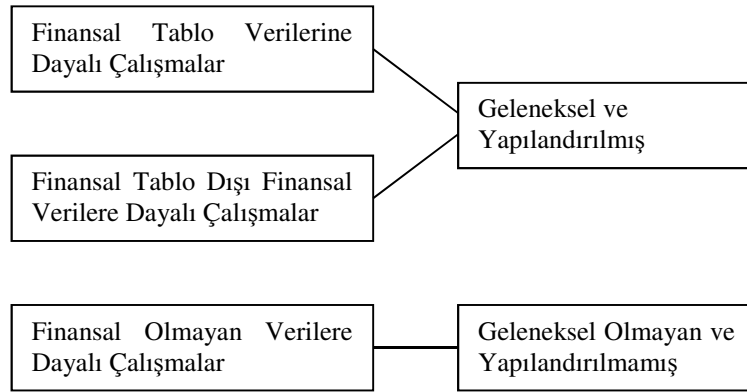 Finansal Tablo Verilerine
Dayalı Çalışmalar
Geleneksel ve
Yapılandırılmış
Finansal Tablo Dışı Finansal
Verilere Dayalı Çalışmalar
Finansal Olmayan Verilere
Dayalı Çalışmalar
Geleneksel Olmayan ve
Yapılandırılmamış